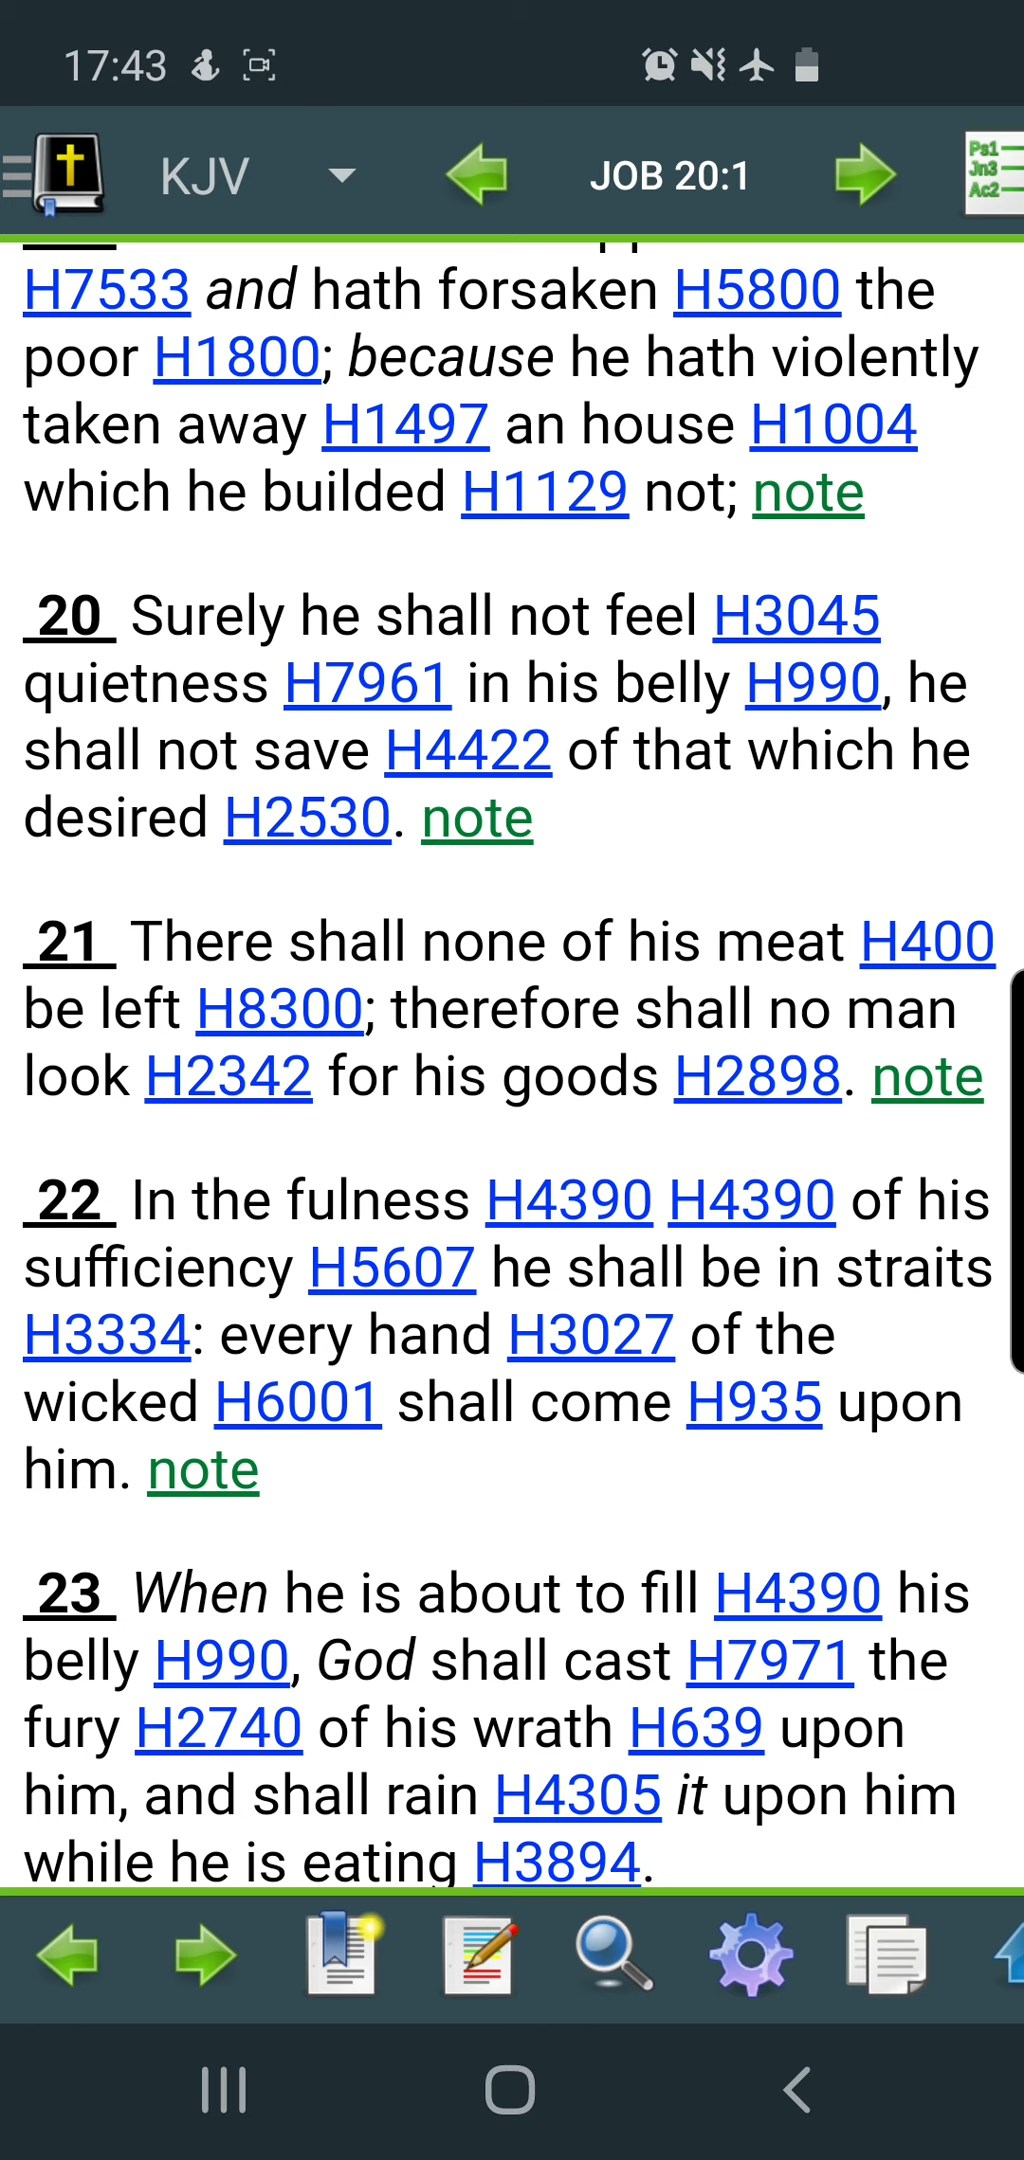 17:43
KJV
JOB 20:1
Ps1
Jn3
Ac2
H7533 and hath forsaken H5800 the
poor H1800; because he hath violently
taken away H1497 an house H1004
which he builded H1129 not; note
20 Surely he shall not feel H3045
quietness H7961 in his belly H990, he
shall not save H4422 of that which he
desired H2530. note
21 There shall none of his meat H400
be left H8300; therefore shall no man
look H2342 for his goods H2898. note
22 In the fulness H4390 H4390 of his
sufficiency H5607 he shall be in straits
H3334: every hand H3027 of the
wicked H6001 shall come H935 upon
him. note
23 When he is about to fill H4390 his
belly H990, God shall cast H7971 the
fury H2740 of his wrath H639 upon
him, and shall rain H4305 it upon him
while he is eating H3894.